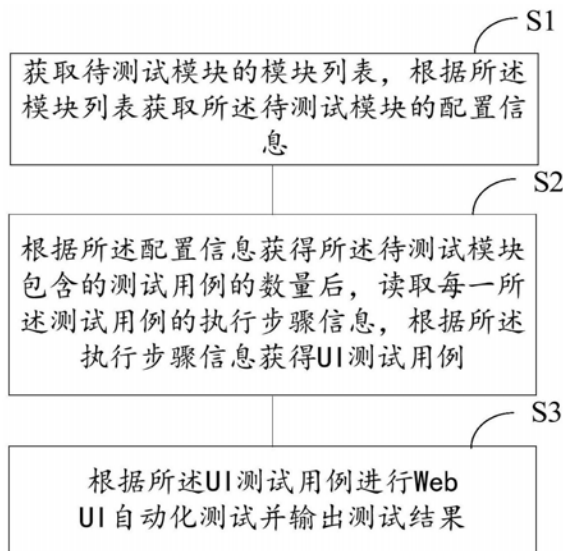 S1
获取待测试模块的模块列表，根据所述
模块列表获取所述待测试模块的配置信
息
S2
根据所述配置信息获得所述待测试模块
包含的测试用例的数量后，读取每一所
述测试用例的执行步骤信息，根据所述
执行步骤信息获得UI测试用例
S3
根据所述UI测试用例进行Web
UI自动化测试并输出测试结果